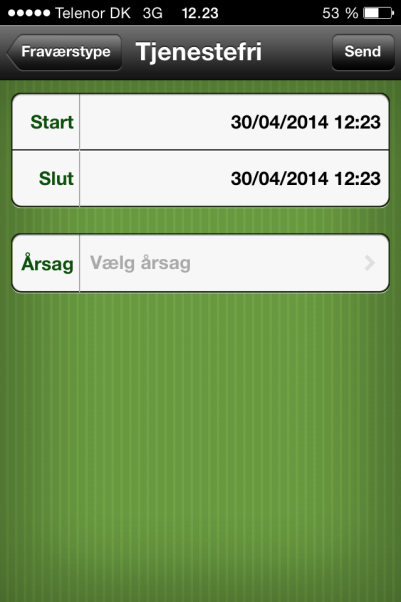 ●●●●● Telenor DK 3G 12.23 53 %
Fraværstype Tjenestefri Send
Start 30/04/2014 12:23
Slut 30/04/2014 12:23
Årsag Vælg årsag